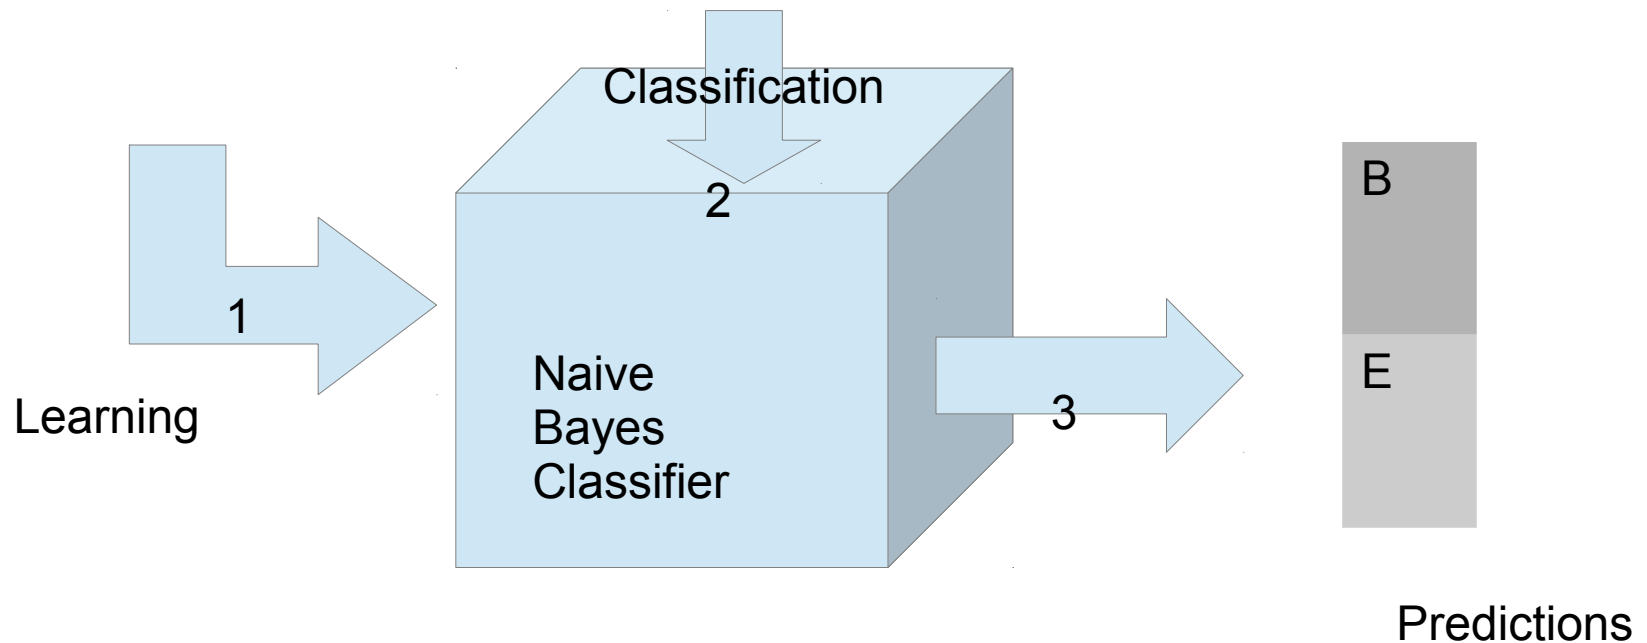 Classification
2
1
Learning
Naive
Bayes
Classifier
3
B
E
Predictions